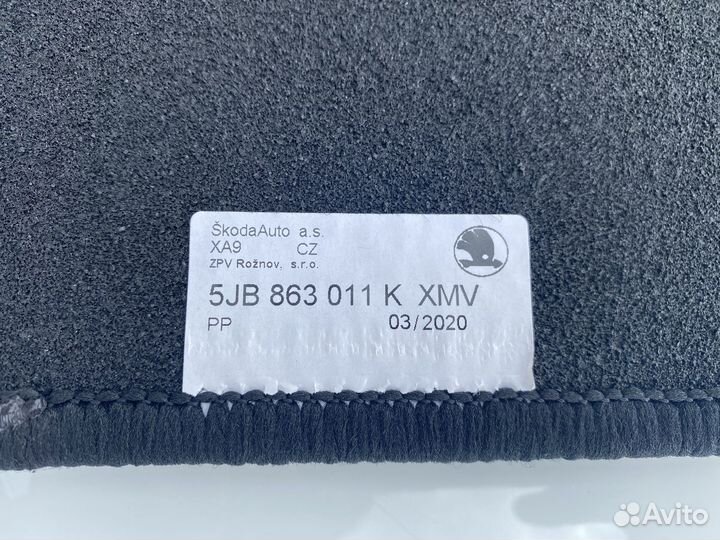 ŠkodaAuto a.s.
XA9 CZ
ZPV Rožnov, s.r.o.
5JB 863 011 K XMV
PP 03/2020
Avito